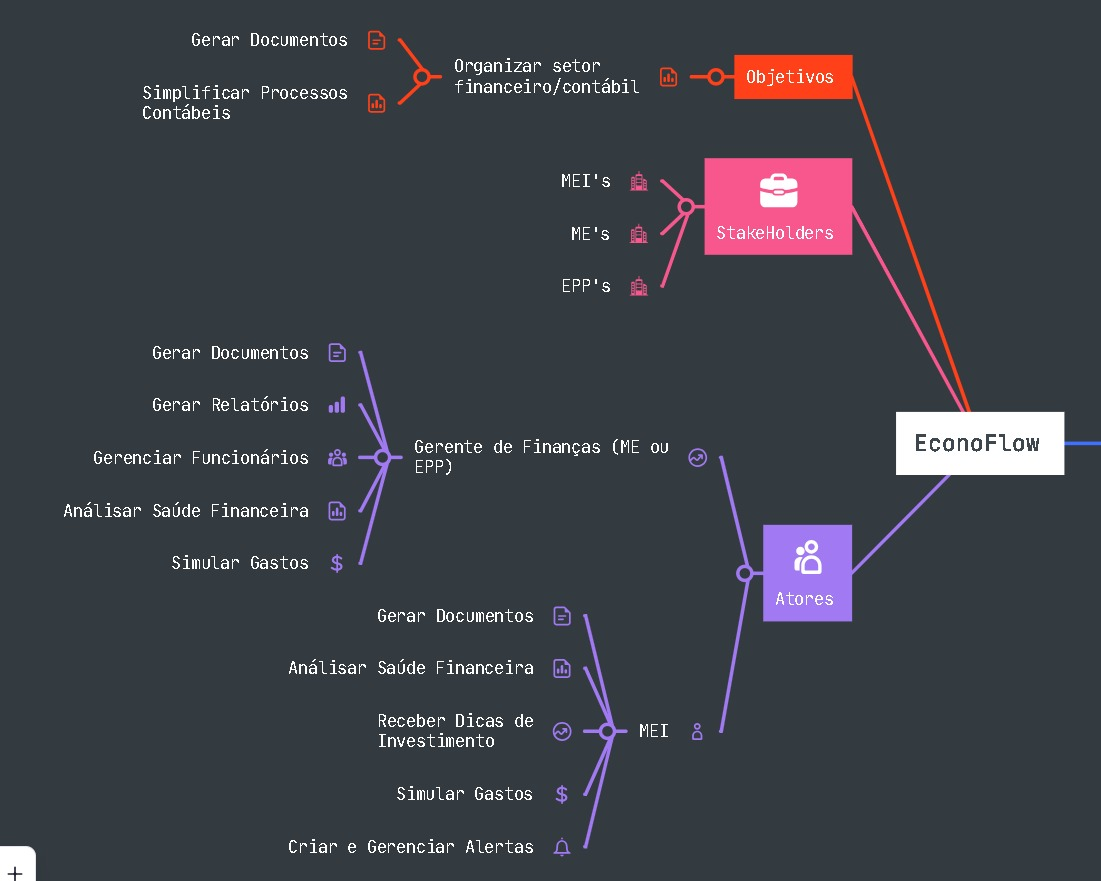 Gerar Documentos
Simplificar Processos
Contábeis
Organizar setor
financeiro/contábil
Objetivos
MEI's
ME's
EPP's
StakeHolders
Gerar Documentos
Gerar Relatórios
Gerenciar Funcionários
Análisar Saúde Financeira
Simular Gastos
Gerente de Finanças (ME ou
EPP)
EconoFlow
Atores
Gerar Documentos
Análisar Saúde Financeira
Receber Dicas de
Investimento
Simular Gastos
Criar e Gerenciar Alertas
MEI